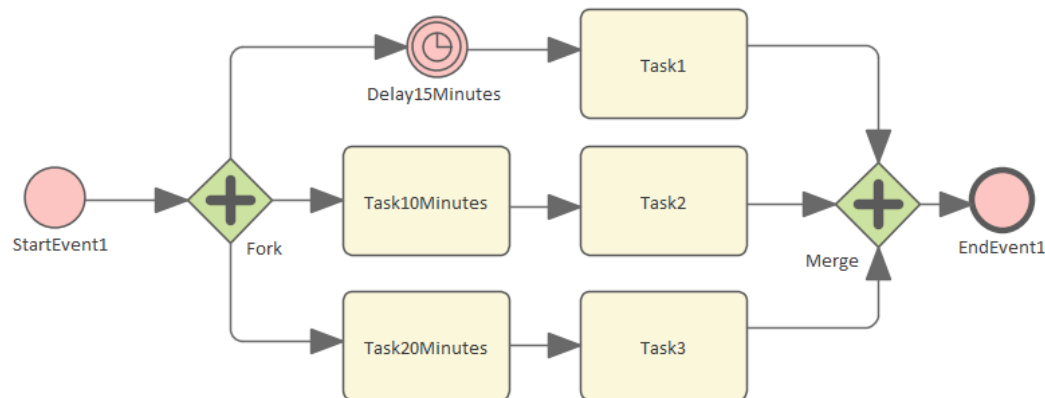 Delay15Minutes
Task1
StartEvent1
Fork
Task10Minutes
Task2
Merge
EndEvent1
Task20Minutes
Task3